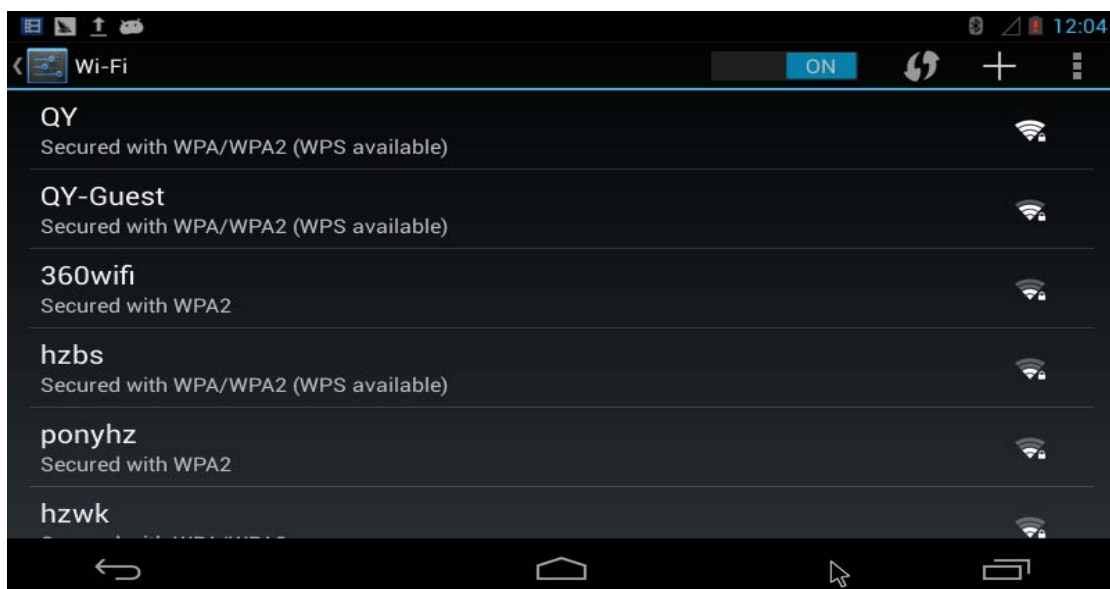 12:04
Wi-Fi ON
QY
Secured with WPA/WPA2 (WPS available)
QY-Guest
Secured with WPA/WPA2 (WPS available)
360wifi
Secured with WPA2
hzbs
Secured with WPA/WPA2 (WPS available)
ponyhz
Secured with WPA2
hzwk